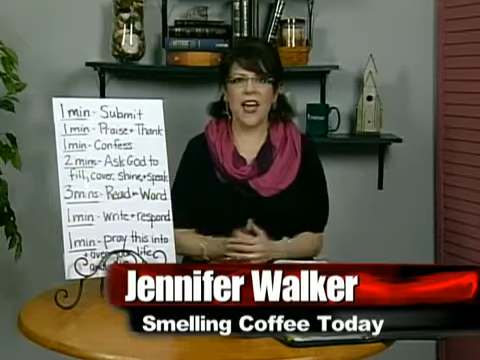 1 min - Submit
1 min - Praise + Thank
1 min - Confess
2 mins - Ask God to
fill, cover, shine, + speak
3 mins - Read - Word
1 min - write + respond
1 min - pray this into
life
Jennifer Walker
Smelling Coffee Today